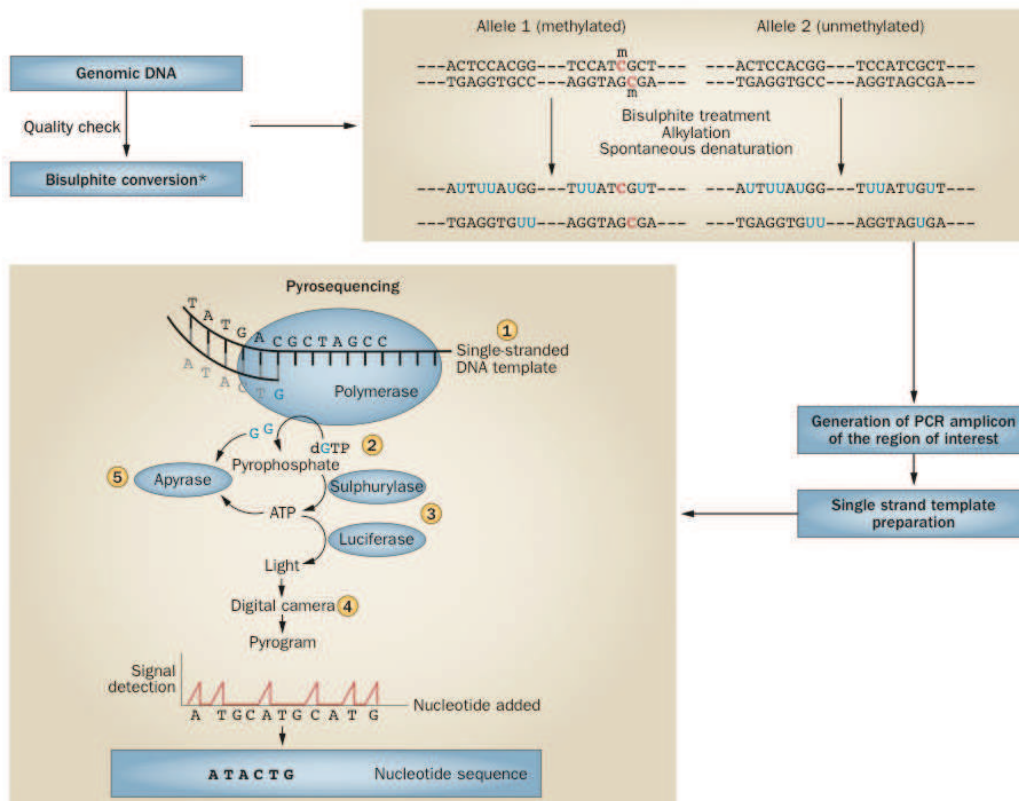 Genomic DNA
Quality check
Bisulphite conversion*
Allele 1 (methylated)
m
---ACTCCACGG---TCCATCGCT
---TGAGGTGCC---AGGTAGCGA
m
Allele 2 (unmethylated)
---ACTCCACGG---TCCATCGCT
---TGAGGTGCC---AGGTAGCGA
Bisulphite treatment
Alkylation
Spontaneous denaturation
---AUTUUAUGG---TUUATCGUT---
---TGAGGTGUU---AGGTAGCGA---
---AUTUUAUGG---TUUATUGUT---
---TGAGGTGUU---AGGTAGUGA---
Generation of PCR amplicon
of the region of interest
Single strand template
preparation
Pyrosequencing
T A T G A C G C T A G C C
A T A C T G
1
Single-stranded
DNA template
Polymerase
G G
dGTP
2
Pyrophosphate
5
Apyrase
Sulphurylase
ATP
3
Luciferase
Light
Digital camera
4
Pyrogram
Signal
detection
Nucleotide added
A T G C A T G C A T G
A T A C T G
Nucleotide sequence